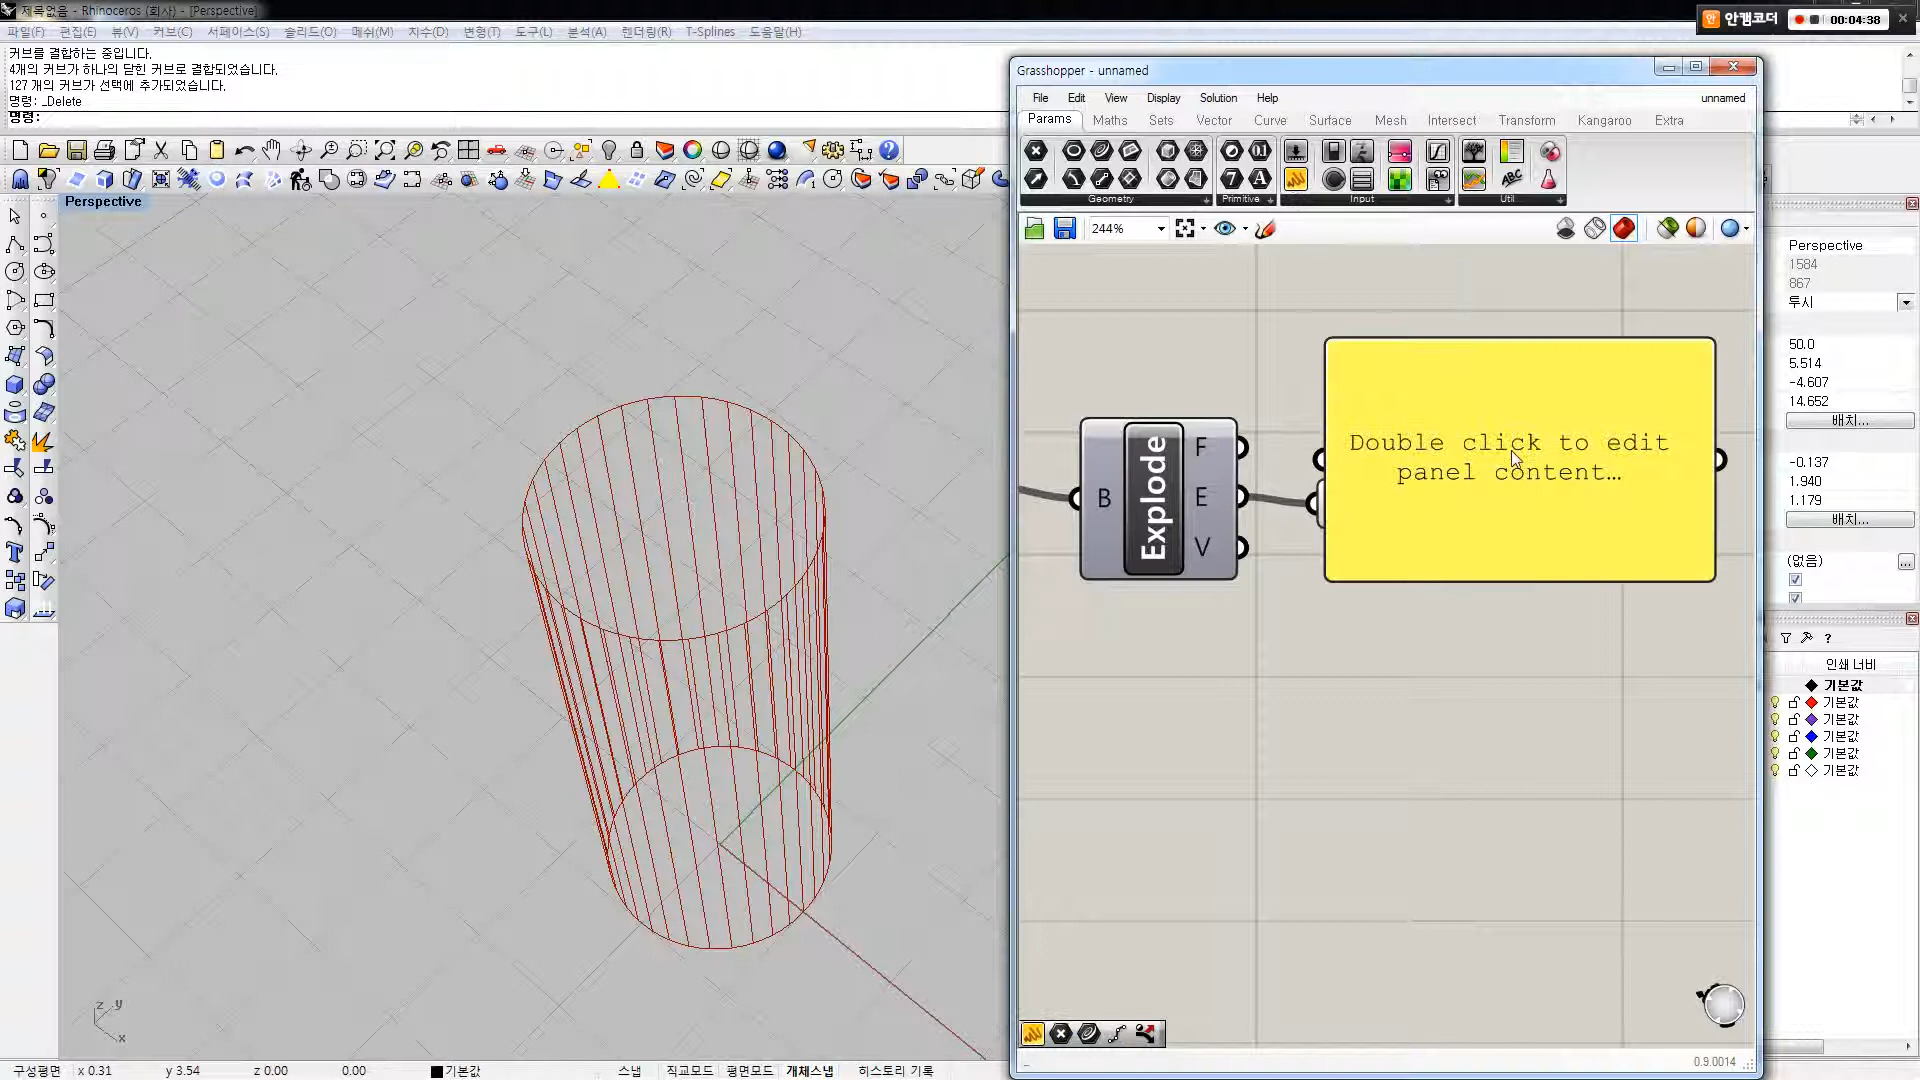 제목없음 - Rhinoceros (회사) - [Perspective]
안캠코더
00:04:38
파일(F) 편집(E) 뷰(V) 커브(C) 서페이스(S) 솔리드(O) 메쉬(M) 치수(D) 변형(T) 도구(L) 분석(A) 렌더링(R) T-Splines 도움말(H)
커브를 결합하는 중입니다.
4개의 커브가 하나의 닫힌 커브로 결합되었습니다.
127 개의 커브가 선택에 추가되었습니다.
명령: _Delete
명령:
Grasshopper - unnamed
File Edit View Display Solution Help
unnamed
Params Maths Sets Vector Curve Surface Mesh Intersect Transform Kangaroo Extra
Geometry Primitive Input Util
244%
Perspective
B Explode F E V
Double click to edit
panel content…
Perspective
1584
867
투시
50.0
5.514
-4.607
14.652
배치...
-0.137
1.940
1.179
배치...
(없음)
...
인쇄 너비
기본값
기본값
기본값
기본값
기본값
기본값
z y
x
0.9.0014
구성평면 x 0.31 y 3.54 z 0.00 0.00 기본값 스냅 직교모드 평면모드 개체스냅 히스토리 기록